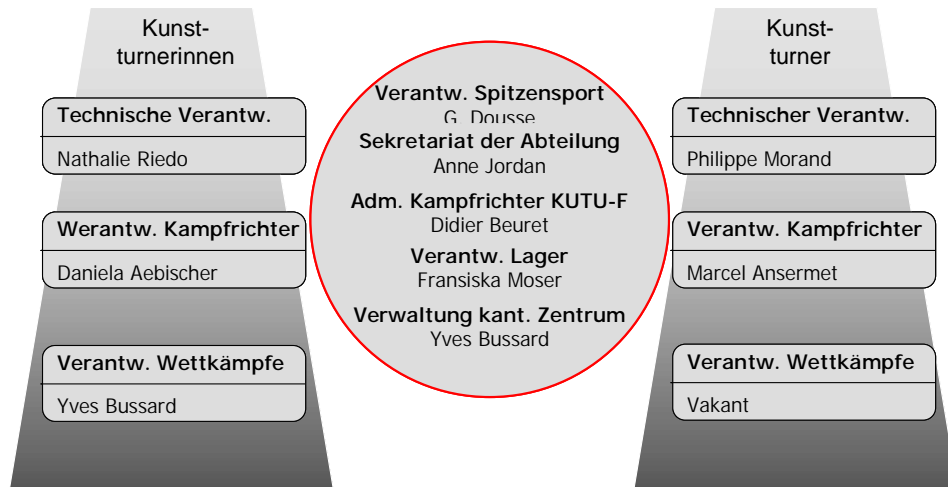 Kunst-
turnerinnen
Technische Verantw.
Nathalie Riedo
Werantw. Kampfrichter
Daniela Aebischer
Verantw. Wettkämpfe
Yves Bussard
Verantw. Spitzensport
G. Dousse
Sekretariat der Abteilung
Anne Jordan
Adm. Kampfrichter KUTU-F
Didier Beuret
Verantw. Lager
Fransiska Moser
Verwaltung kant. Zentrum
Yves Bussard
Kunst-
turner
Technischer Verantw.
Philippe Morand
Verantw. Kampfrichter
Marcel Ansermet
Verantw. Wettkämpfe
Vakant